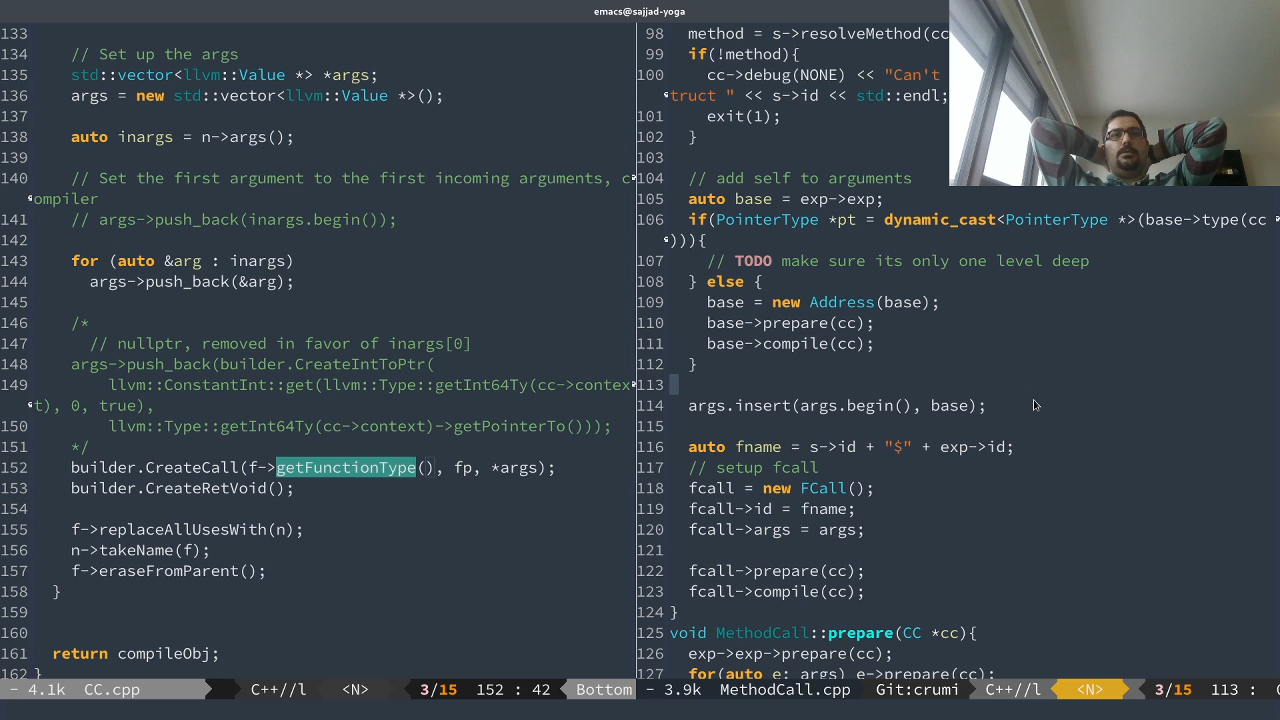 emacs@sajjad-yoga
133
134 // Set up the args
135 std::vector<llvm::Value *> *args;
136 args = new std::vector<llvm::Value *>();
137
138 auto inargs = n->args();
139
140 // Set the first argument to the first incoming arguments, c
ompiler
141 // args->push_back(inargs.begin());
142
143 for (auto &arg : inargs)
144 args->push_back(&arg);
145
146 /*
147 // nullptr, removed in favor of inargs[0]
148 args->push_back(builder.CreateIntToPtr(
149 llvm::ConstantInt::get(llvm::Type::getInt64Ty(cc->contex
t), 0, true),
150 llvm::Type::getInt64Ty(cc->context)->getPointerTo()));
151 */
152 builder.CreateCall(f->getFunctionType(), fp, *args);
153 builder.CreateRetVoid();
154
155 f->replaceAllUsesWith(n);
156 n->takeName(f);
157 f->eraseFromParent();
158 }
159
160
161 return compileObj;
162 }
- 4.1k CC.cpp C++//l <N> 3/15 152 : 42 Bottom
98 method = s->resolveMethod(cc
99 if(!method){
100 cc->debug(NONE) << "Can't
truct " << s->id << std::endl;
101 exit(1);
102 }
103
104 // add self to arguments
105 auto base = exp->exp;
106 if(PointerType *pt = dynamic_cast<PointerType *>(base->type(cc
))){
107 // TODO make sure its only one level deep
108 } else {
109 base = new Address(base);
110 base->prepare(cc);
111 base->compile(cc);
112 }
113
114 args.insert(args.begin(), base);
115
116 auto fname = s->id + "$" + exp->id;
117 // setup fcall
118 fcall = new FCall();
119 fcall->id = fname;
120 fcall->args = args;
121
122 fcall->prepare(cc);
123 fcall->compile(cc);
124 }
125 void MethodCall::prepare(CC *cc){
126 exp->exp->prepare(cc);
127 for(auto e: args) e->prepare(cc);
- 3.9k MethodCall.cpp Git:crumi C++//l <N> 3/15 113 :